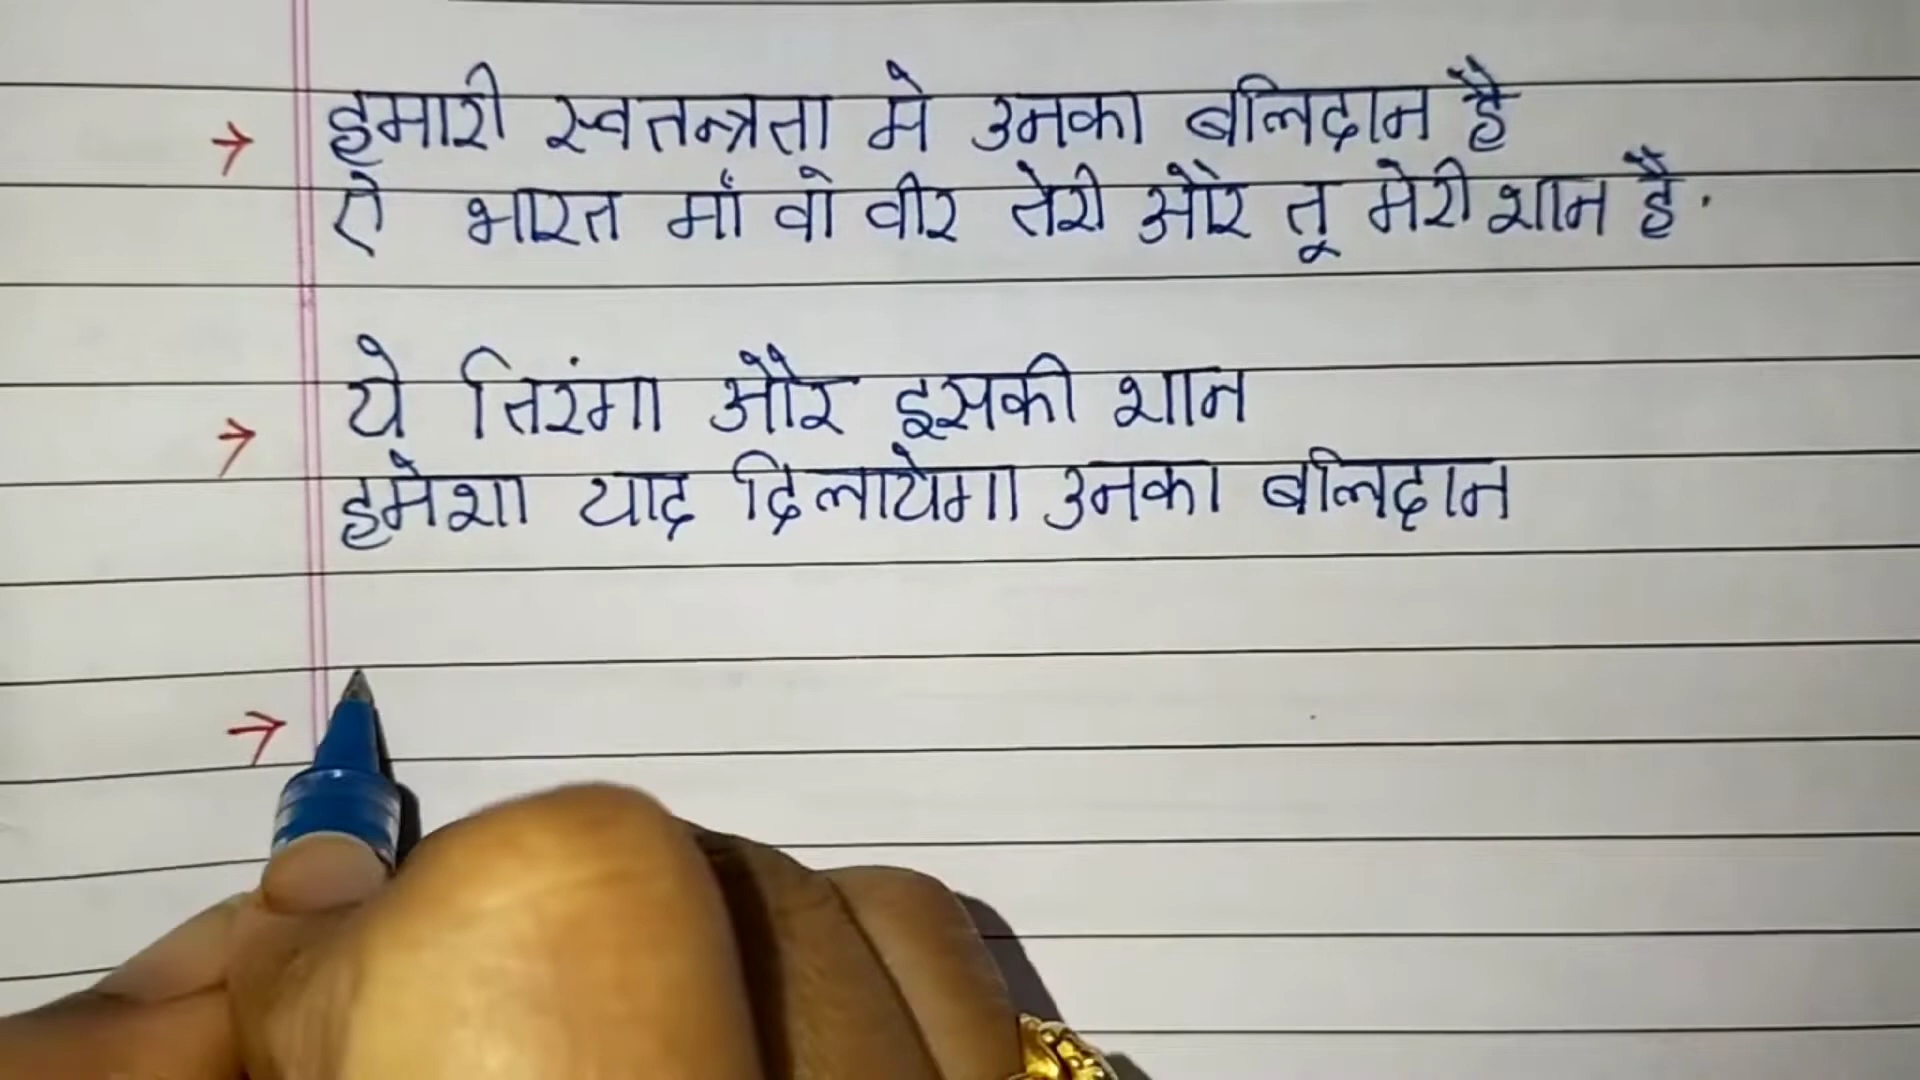 → हमारी स्वतन्त्रता मे उनका बलिदान है
ऐ भारत माँ वो वीर तेरी और तू मेरी शान है.
→ ये तिरंगा और इसकी शान
हमेशा याद दिलायेगा उनका बलिदान
→